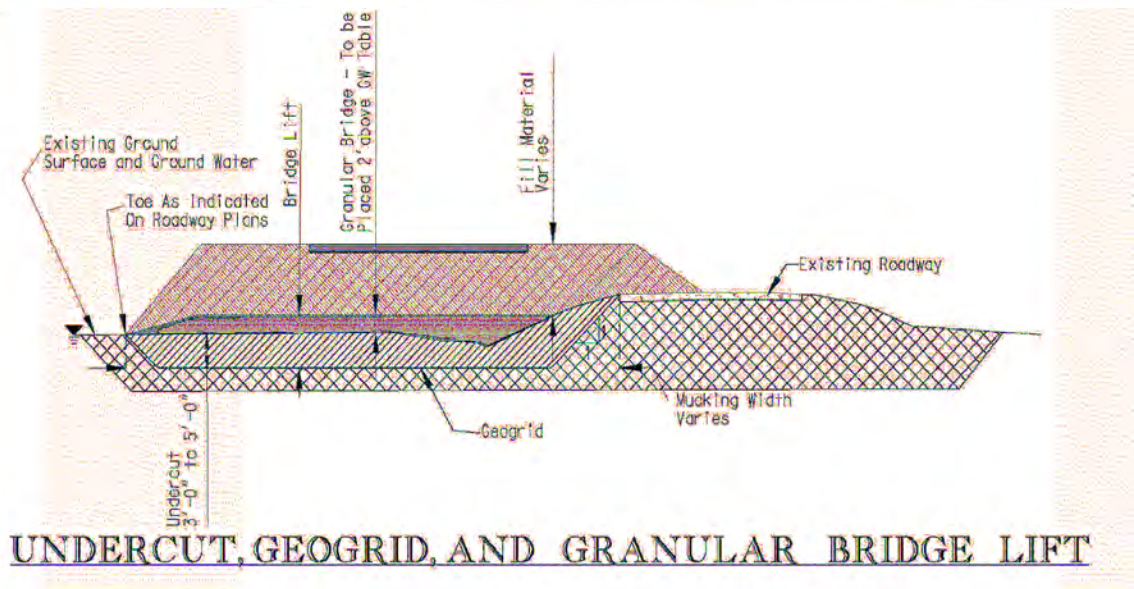 Existing Ground
Surface and Ground Water
Toe As Indicated
On Roadway Plans
Bridge Lift
Granular Bridge - To be
Placed 2' above GW Table
Fill Material
Varies
Existing Roadway
Mucking Width
Varies
Geogrid
Undercut
3'-0" to 5'-0"
UNDERCUT, GEOGRID, AND GRANULAR BRIDGE LIFT